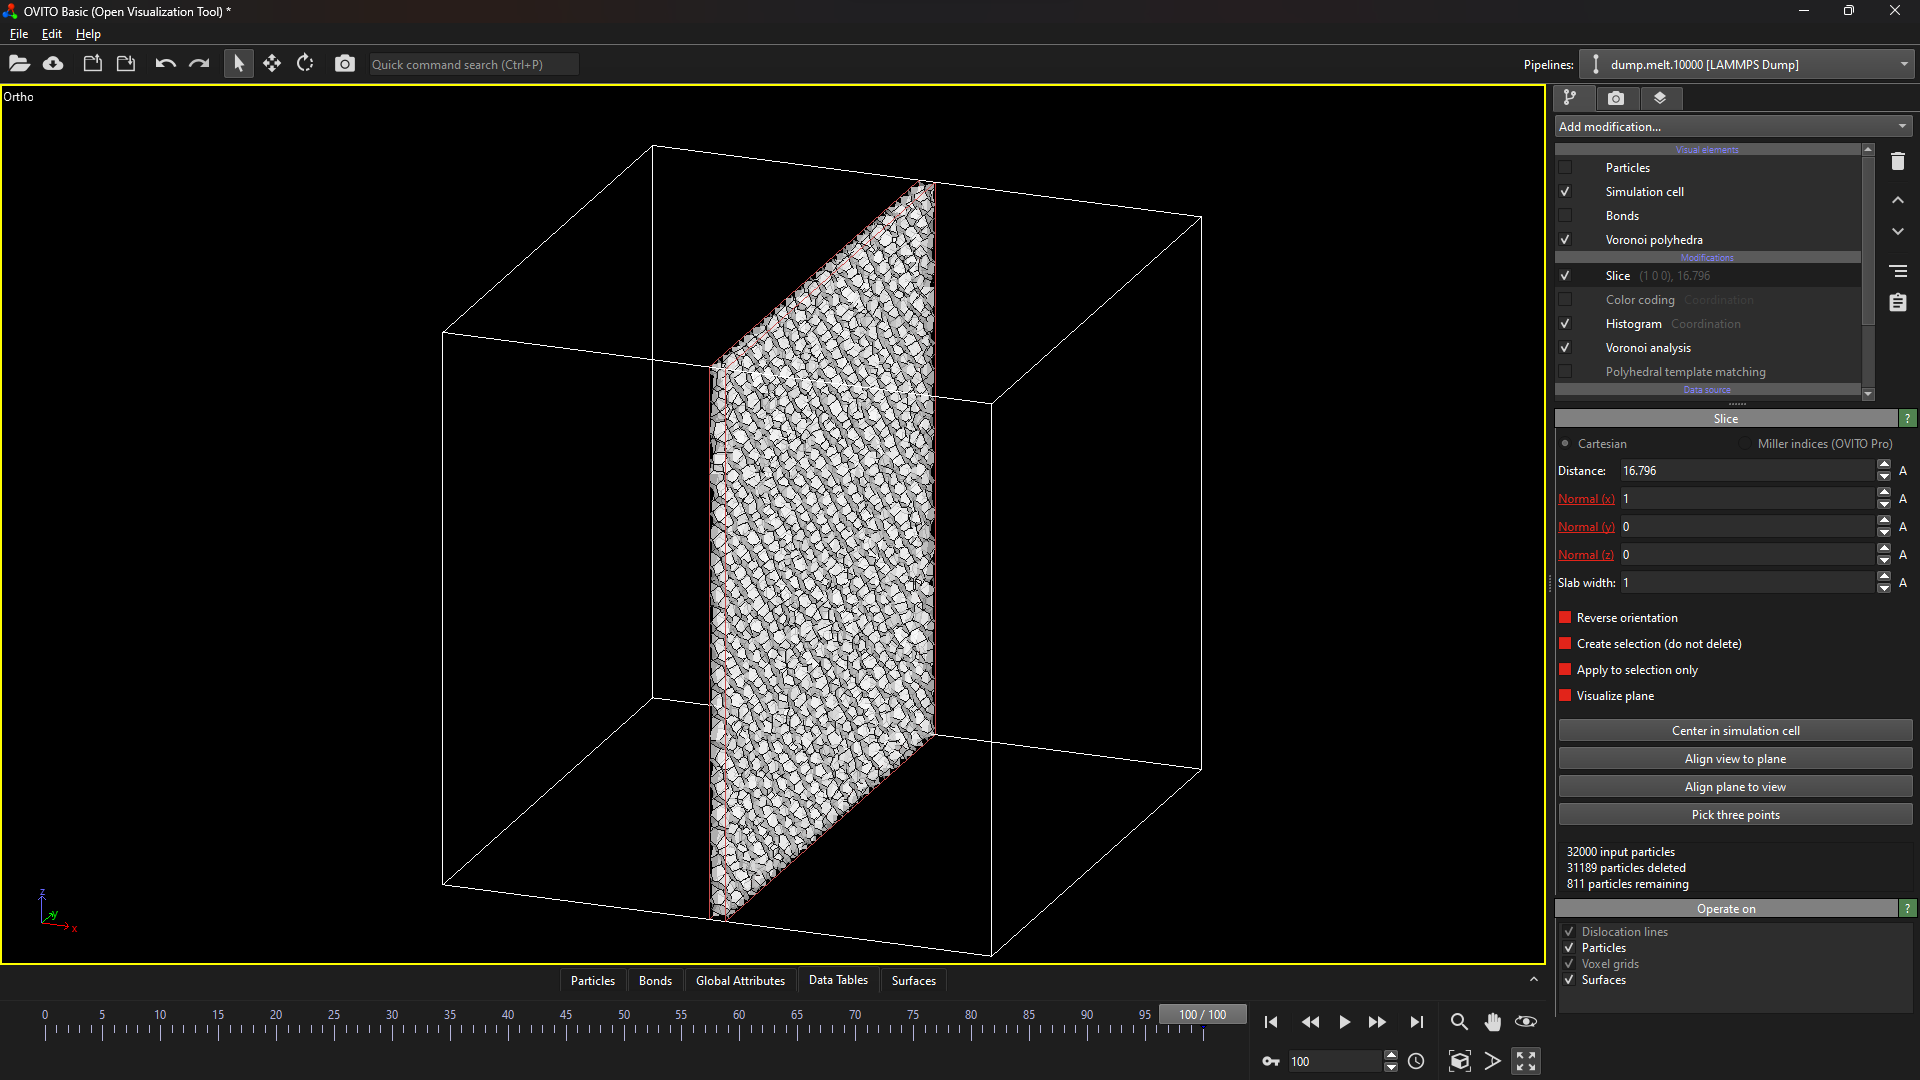 OVITO Basic (Open Visualization Tool) *
File Edit Help
Quick command search (Ctrl+P)
Pipelines: dump.melt.10000 [LAMMPS Dump]
Ortho
Add modification...
Visual elements
Particles
Simulation cell
Bonds
Voronoi polyhedra
Modifications
Slice (1 0 0), 16.796
Color coding Coordination
Histogram Coordination
Voronoi analysis
Polyhedral template matching
Data source
Slice ?
Cartesian Miller indices (OVITO Pro)
Distance: 16.796 A
Normal (x) 1 A
Normal (y) 0 A
Normal (z) 0 A
Slab width: 1 A
Reverse orientation
Create selection (do not delete)
Apply to selection only
Visualize plane
Center in simulation cell
Align view to plane
Align plane to view
Pick three points
32000 input particles
31189 particles deleted
811 particles remaining
Operate on ?
Dislocation lines
Particles
Voxel grids
Surfaces
z
y
x
Particles Bonds Global Attributes Data Tables Surfaces
0 5 10 15 20 25 30 35 40 45 50 55 60 65 70 75 80 85 90 95 100 / 100
100